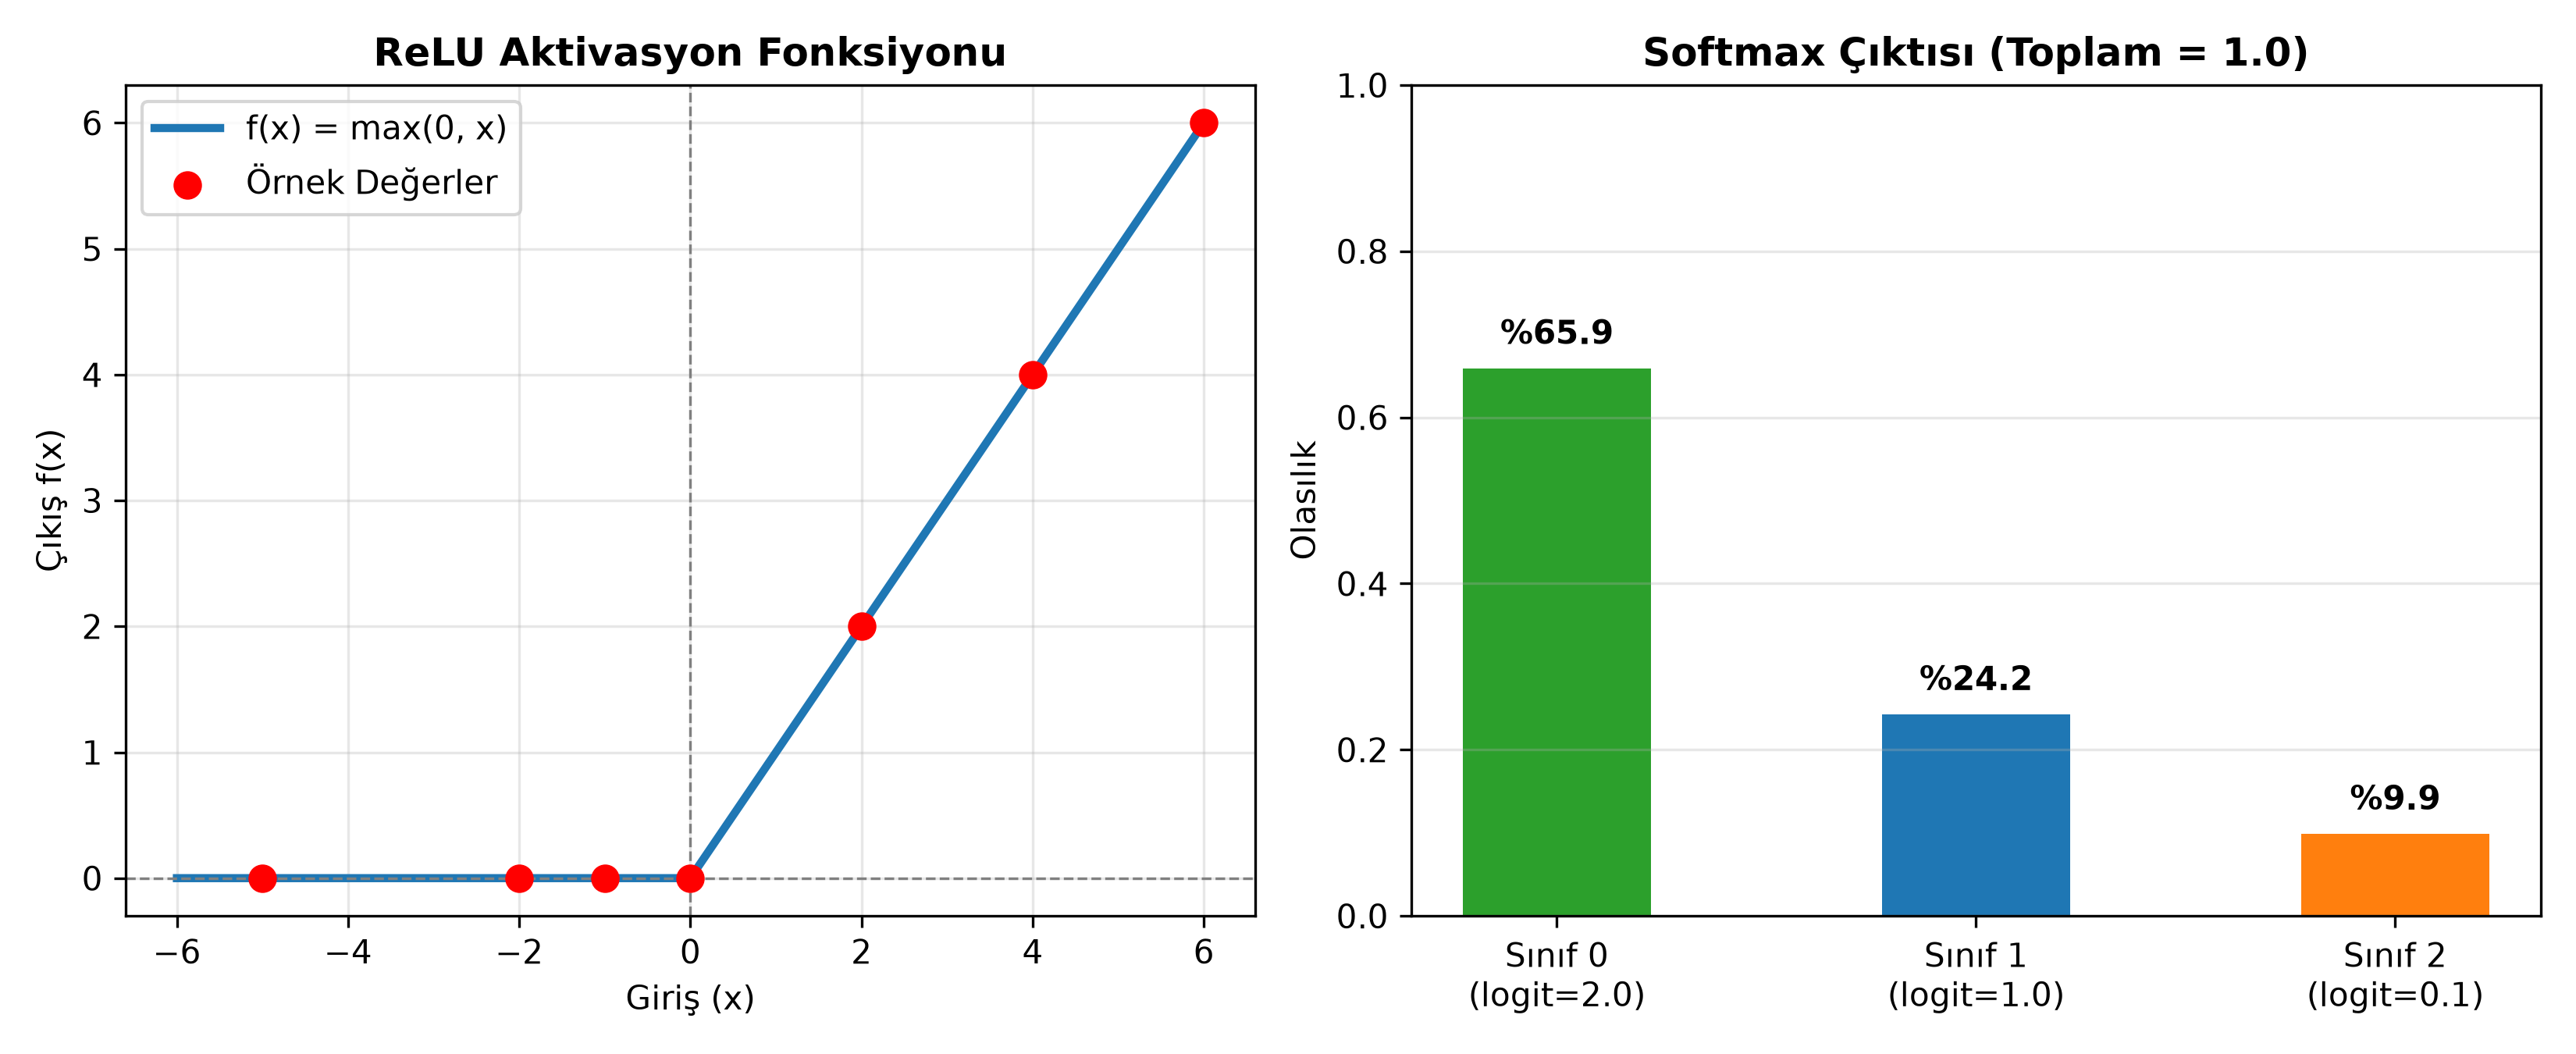 ReLU Aktivasyon Fonksiyonu
f(x) = max(0, x)
Örnek Değerler
Çıkış f(x)
6
5
4
3
2
1
0
−6 −4 −2 0 2 4 6
Giriş (x)
Softmax Çıktısı (Toplam = 1.0)
Olasılık
1.0
0.8
0.6
0.4
0.2
0.0
%65.9
%24.2
%9.9
Sınıf 0 Sınıf 1 Sınıf 2
(logit=2.0) (logit=1.0) (logit=0.1)